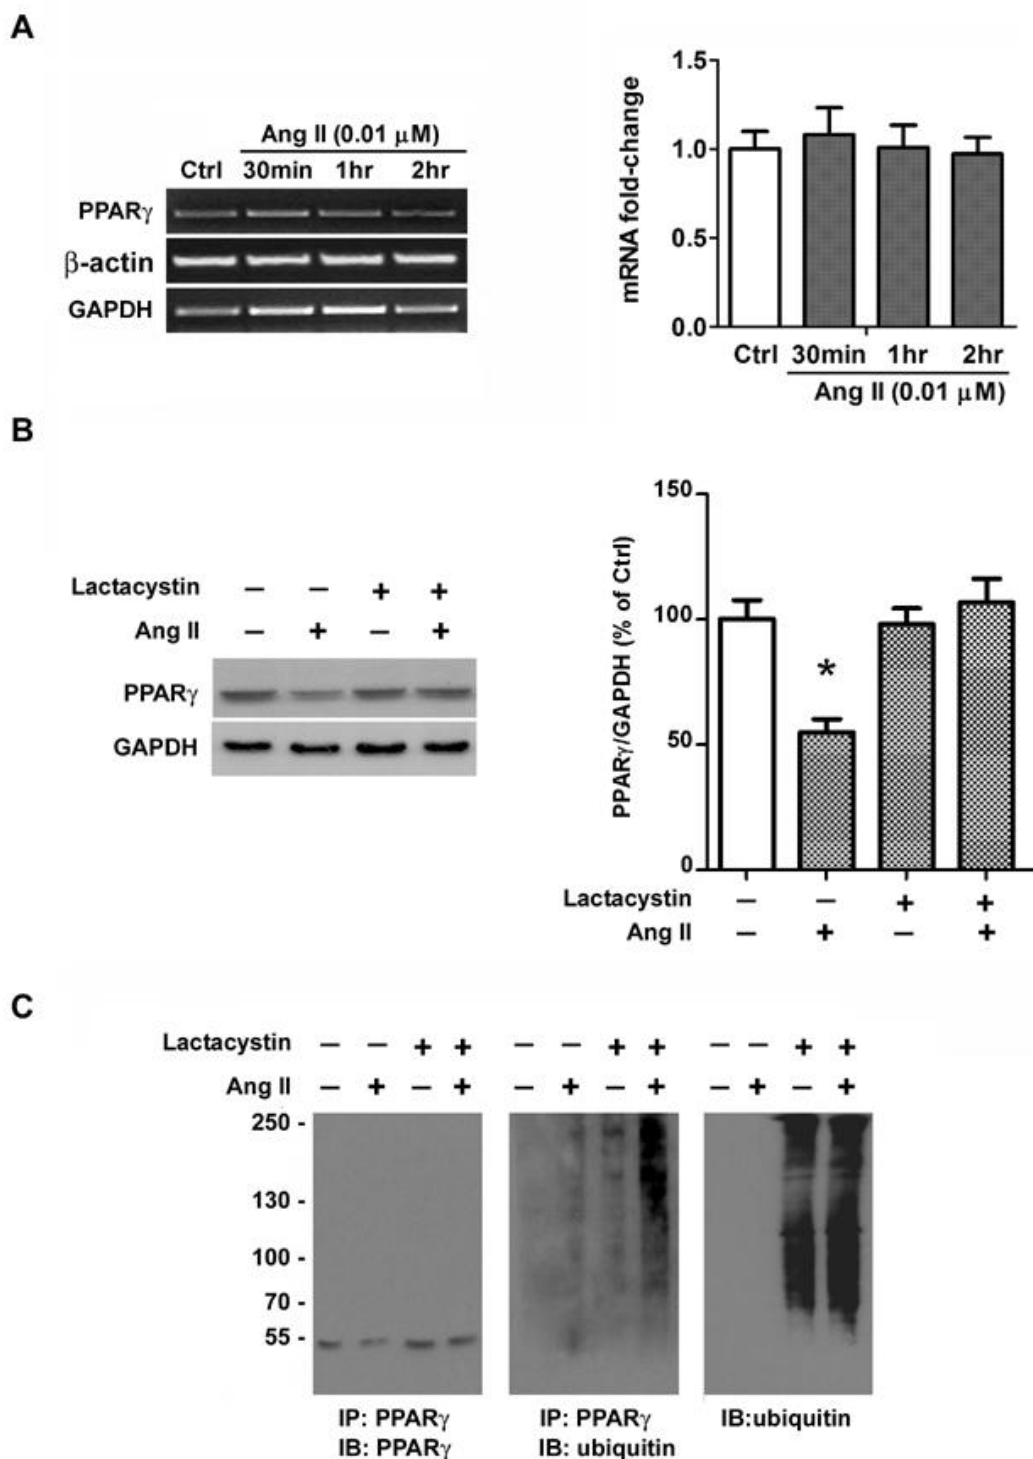 A
Ang II (0.01 μM)
Ctrl 30min 1hr 2hr
PPARγ
β-actin
GAPDH
mRNA fold-change
1.5
1.0
0.5
0.0
Ctrl 30min 1hr 2hr
Ang II (0.01 μM)
B
Lactacystin − − + +
Ang II − + − +
PPARγ
GAPDH
PPARγ/GAPDH (% of Ctrl)
150
100
50
0
*
Lactacystin − − + +
Ang II − + − +
C
Lactacystin − − + + − − + + − − + +
Ang II − + − + − + − + − + − +
250 -
130 -
100 -
70 -
55 -
IP: PPARγ
IB: PPARγ
IP: PPARγ
IB: ubiquitin
IB:ubiquitin